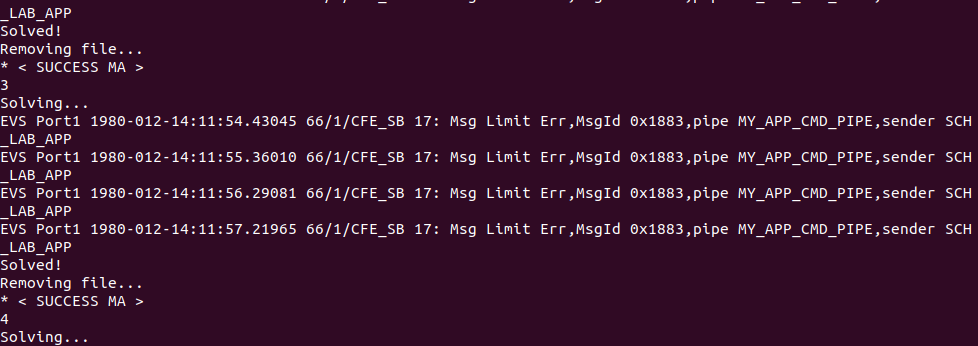 _LAB_APP
Solved!
Removing file...
* < SUCCESS MA >
3
Solving...
EVS Port1 1980-012-14:11:54.43045 66/1/CFE_SB 17: Msg Limit Err,MsgId 0x1883,pipe MY_APP_CMD_PIPE,sender SCH
_LAB_APP
EVS Port1 1980-012-14:11:55.36010 66/1/CFE_SB 17: Msg Limit Err,MsgId 0x1883,pipe MY_APP_CMD_PIPE,sender SCH
_LAB_APP
EVS Port1 1980-012-14:11:56.29081 66/1/CFE_SB 17: Msg Limit Err,MsgId 0x1883,pipe MY_APP_CMD_PIPE,sender SCH
_LAB_APP
EVS Port1 1980-012-14:11:57.21965 66/1/CFE_SB 17: Msg Limit Err,MsgId 0x1883,pipe MY_APP_CMD_PIPE,sender SCH
_LAB_APP
Solved!
Removing file...
* < SUCCESS MA >
4
Solving...